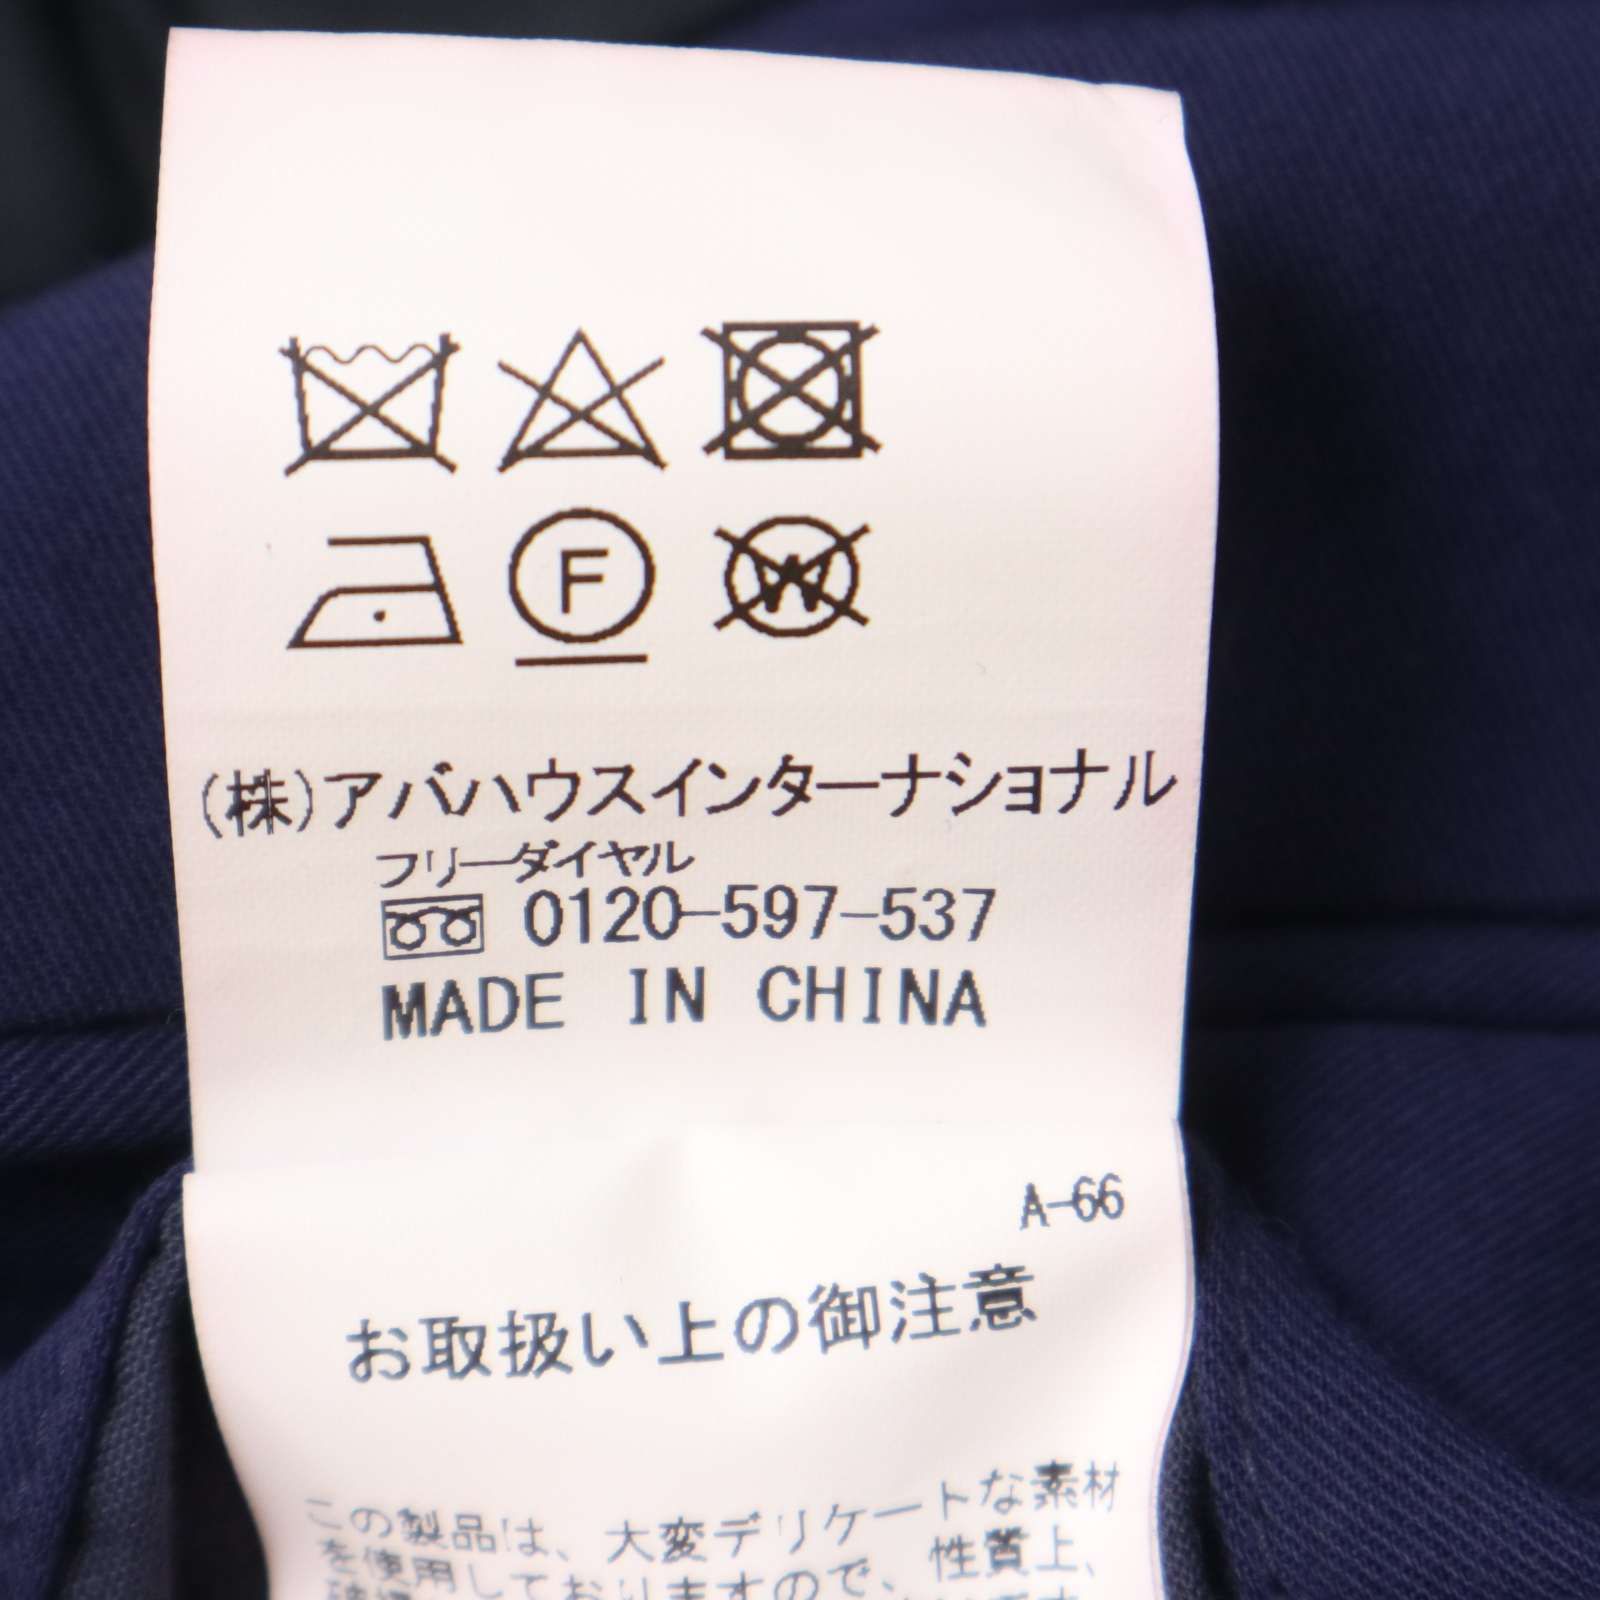 F
W
(株)アバハウスインターナショナル
フリーダイヤル
0120-597-537
MADE IN CHINA
A-66
お取扱い上の御注意
この製品は、大変デリケートな素材
を使用しておりますので、性質上、